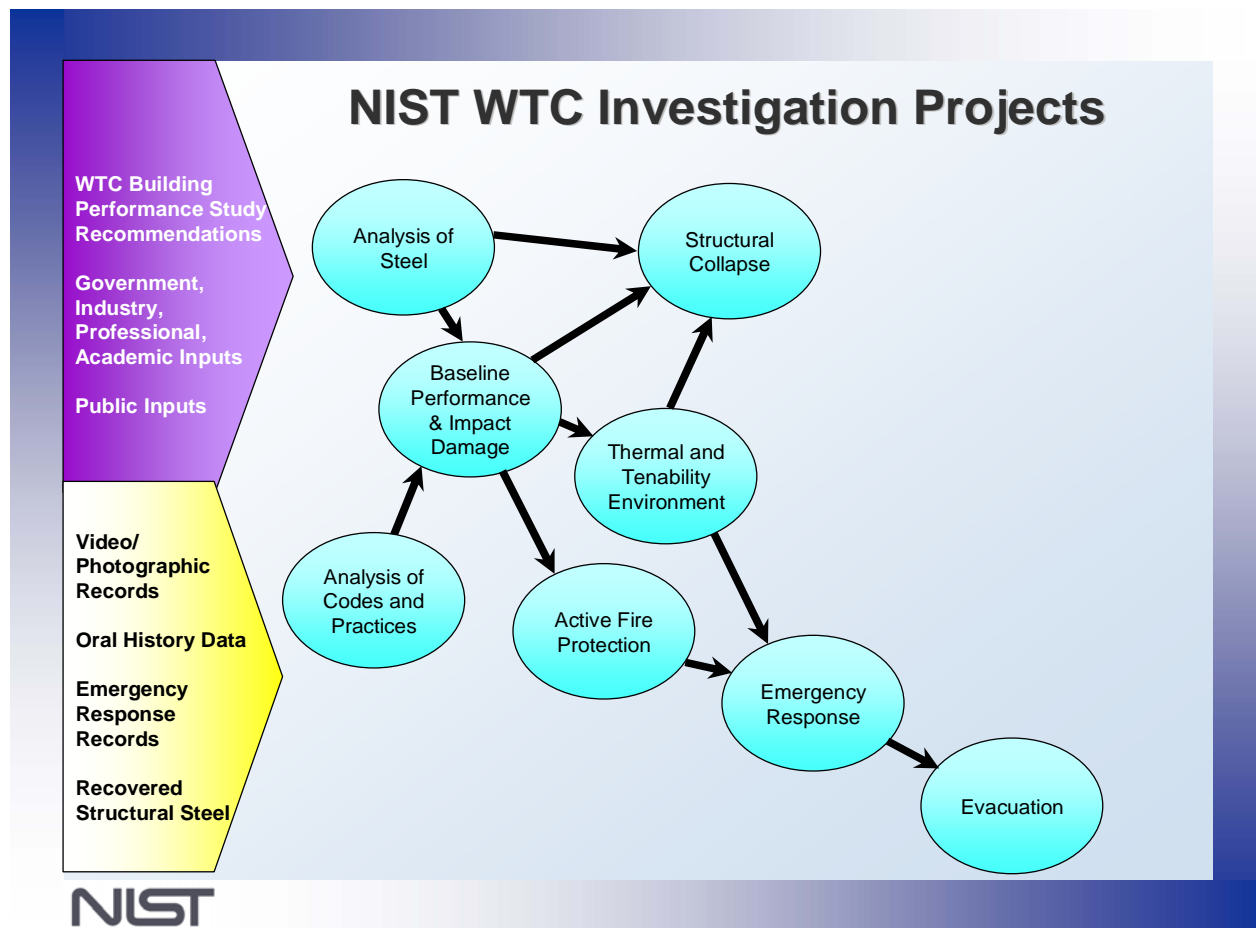 NIST WTC Investigation Projects
WTC Building
Performance Study
Recommendations
Government,
Industry,
Professional,
Academic Inputs
Public Inputs
Video/
Photographic
Records
Oral History Data
Emergency
Response
Records
Recovered
Structural Steel
Analysis of
Steel
Structural
Collapse
Baseline
Performance
& Impact
Damage
Thermal and
Tenability
Environment
Analysis of
Codes and
Practices
Active Fire
Protection
Emergency
Response
Evacuation
NIST